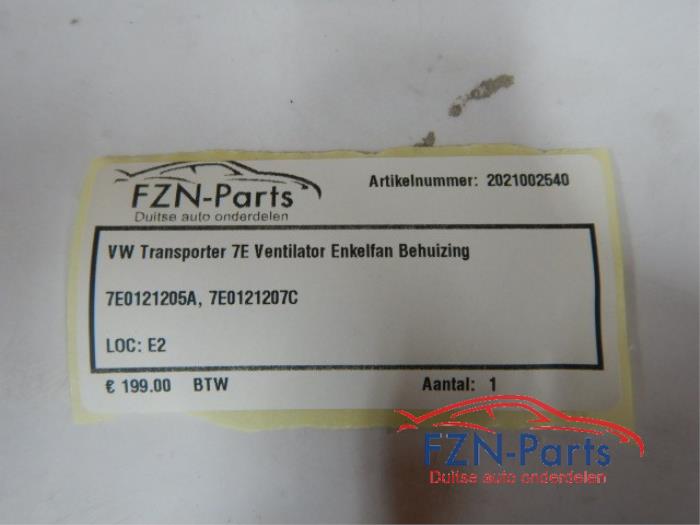 FZN-Parts
Duitse auto onderdelen
Artikelnummer: 2021002540
VW Transporter 7E Ventilator Enkelfan Behuizing
7E0121205A, 7E0121207C
LOC: E2
€ 199.00 BTW
Aantal: 1
FZN-Parts
Duitse auto onderdelen